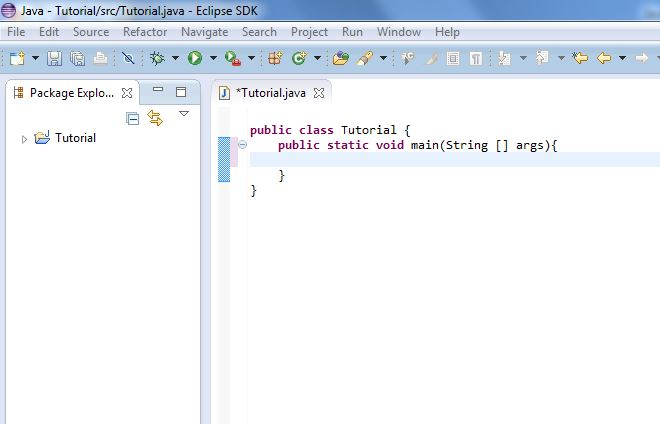 Java - Tutorial/src/Tutorial.java - Eclipse SDK
File Edit Source Refactor Navigate Search Project Run Window Help
Package Explo...
*Tutorial.java
Tutorial
public class Tutorial {
public static void main(String [] args){
}
}